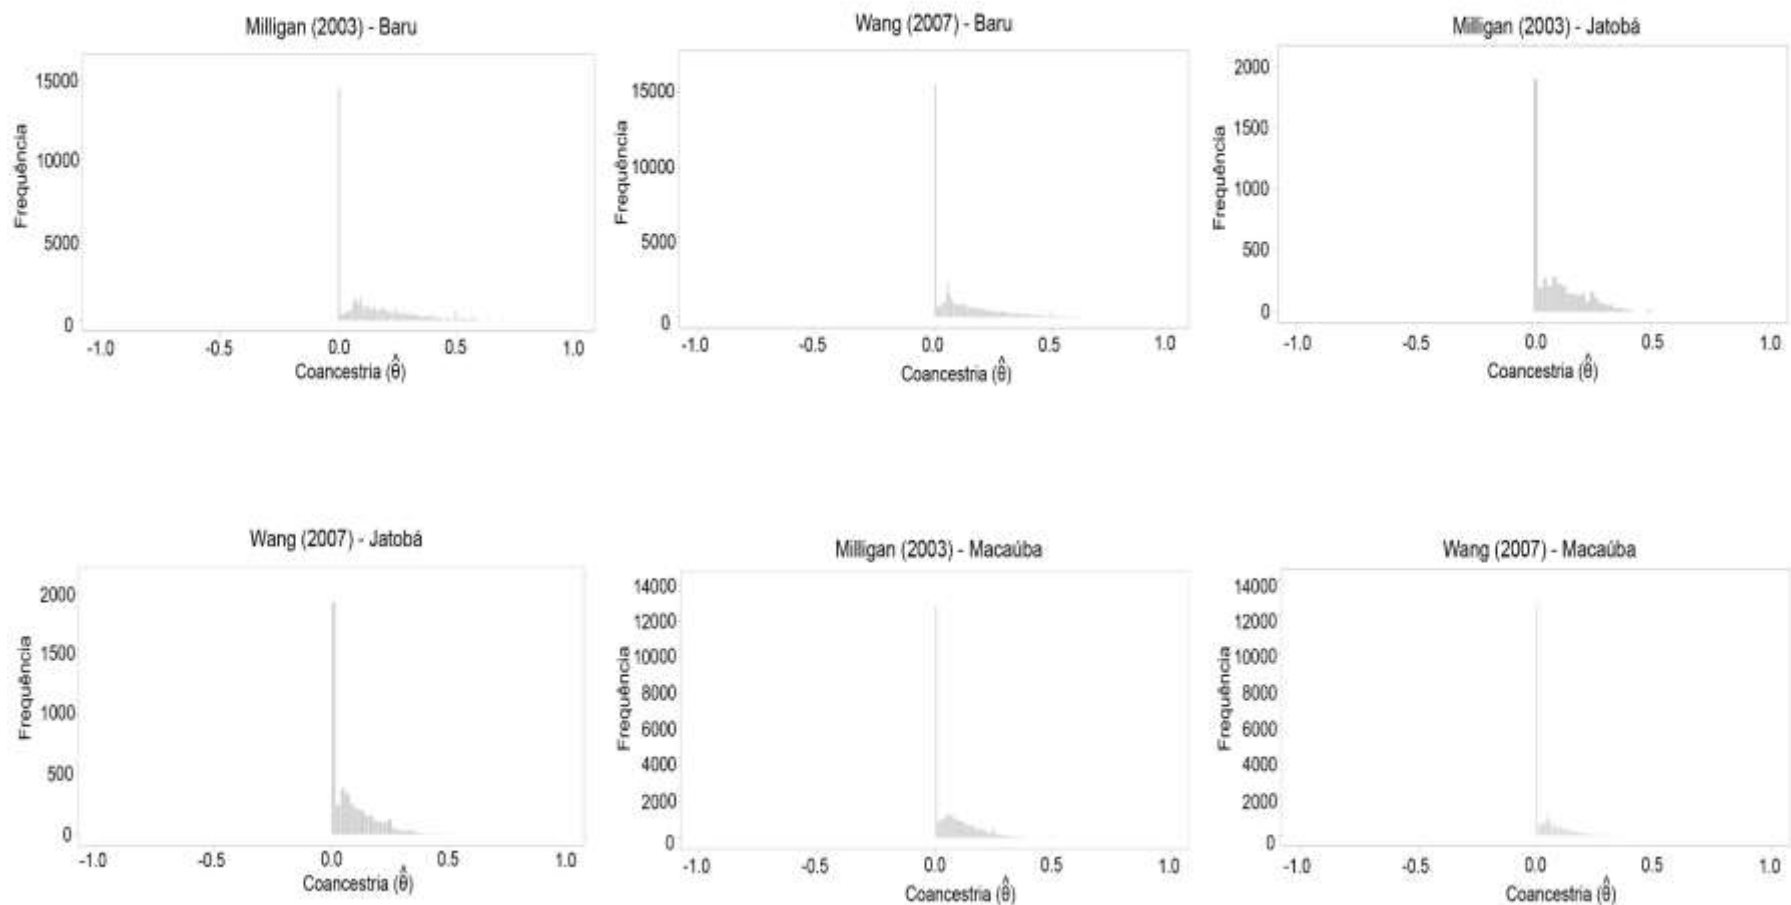 Milligan (2003) - Baru
Frequência
15000
10000
5000
0
-1.0 -0.5 0.0 0.5 1.0
Coancestria (θ̂)
Wang (2007) - Baru
Frequência
15000
10000
5000
0
-1.0 -0.5 0.0 0.5 1.0
Coancestria (θ̂)
Milligan (2003) - Jatobá
Frequência
2000
1500
1000
500
0
-1.0 -0.5 0.0 0.5 1.0
Coancestria (θ̂)
Wang (2007) - Jatobá
Frequência
2000
1500
1000
500
0
-1.0 -0.5 0.0 0.5 1.0
Coancestria (θ̂)
Milligan (2003) - Macaúba
Frequência
14000
12000
10000
8000
6000
4000
2000
0
-1.0 -0.5 0.0 0.5 1.0
Coancestria (θ̂)
Wang (2007) - Macaúba
Frequência
14000
12000
10000
8000
6000
4000
2000
0
-1.0 -0.5 0.0 0.5 1.0
Coancestria (θ̂)